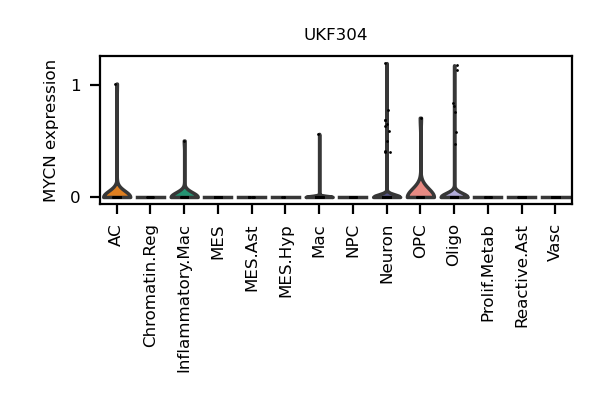 UKF304
MYCN expression
1
0
AC
Chromatin.Reg
Inflammatory.Mac
MES
MES.Ast
MES.Hyp
Mac
NPC
Neuron
OPC
Oligo
Prolif.Metab
Reactive.Ast
Vasc